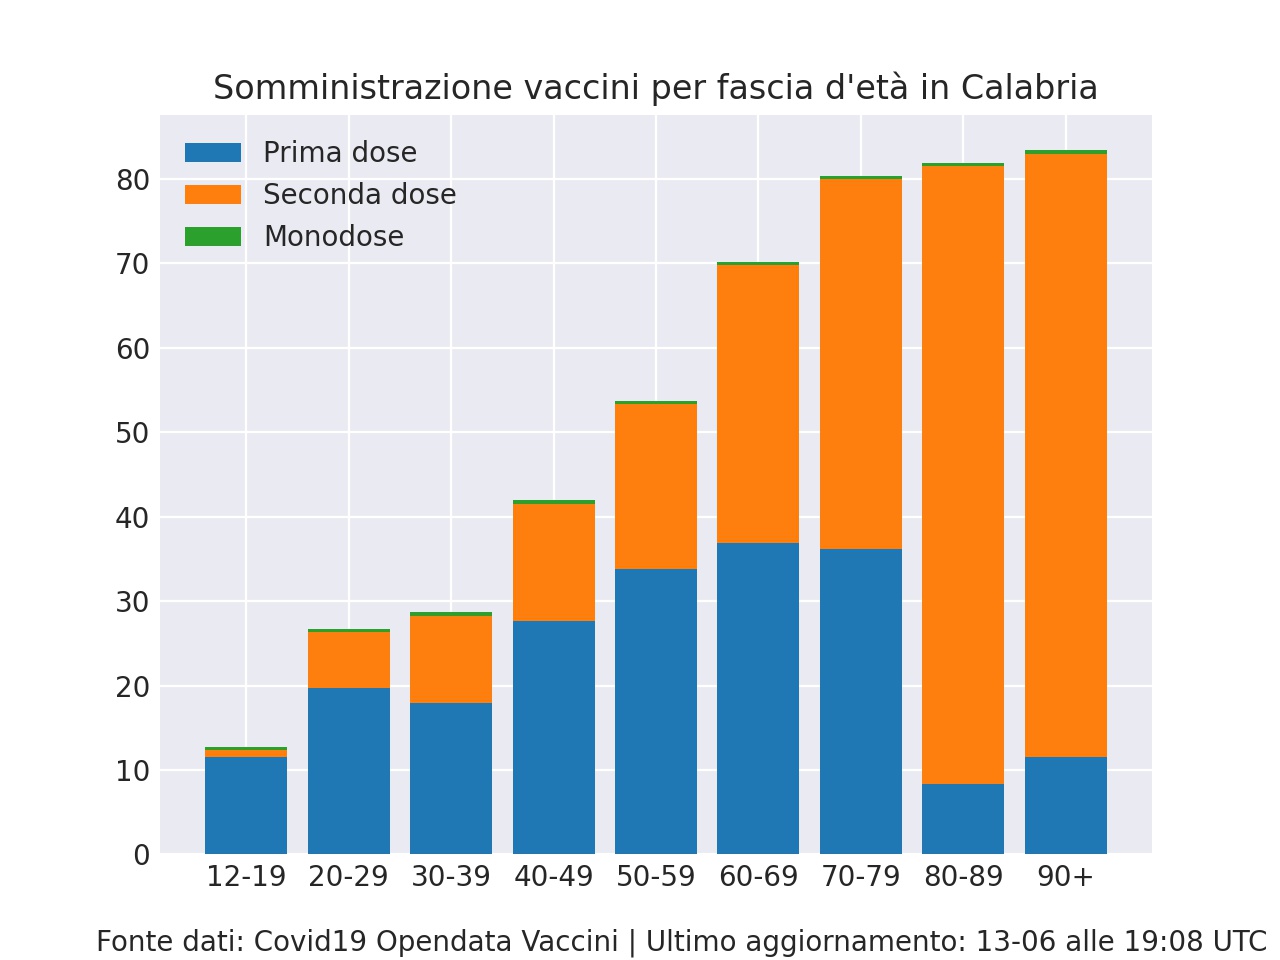 Somministrazione vaccini per fascia d'età in Calabria
Prima dose
Seconda dose
Monodose
80
70
60
50
40
30
20
10
0
12-19 20-29 30-39 40-49 50-59 60-69 70-79 80-89 90+
Fonte dati: Covid19 Opendata Vaccini | Ultimo aggiornamento: 13-06 alle 19:08 UTC